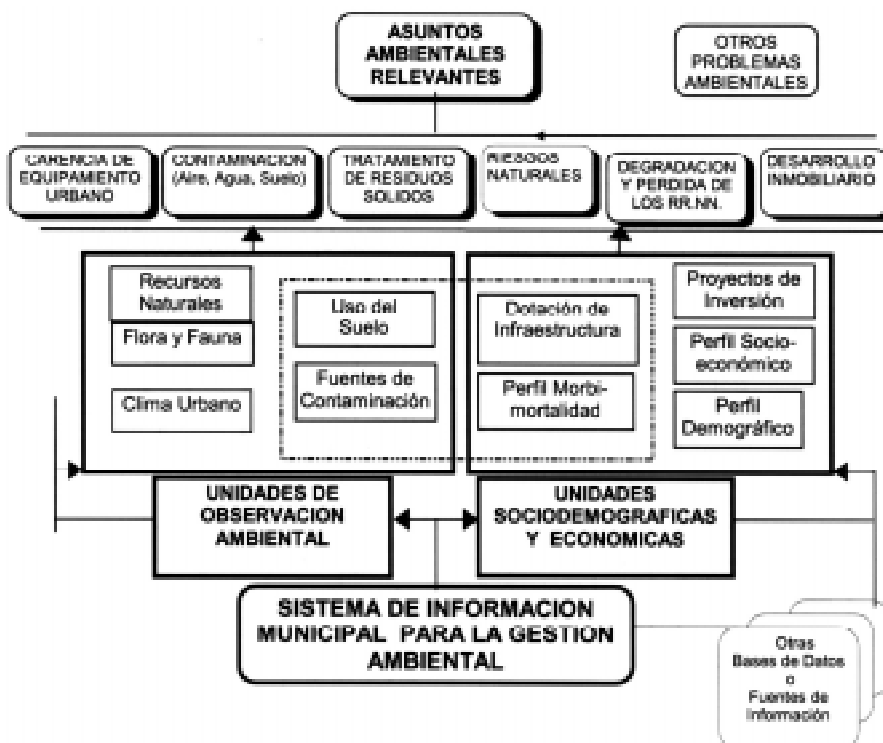 ASUNTOS
AMBIENTALES
RELEVANTES
OTROS
PROBLEMAS
AMBIENTALES
CARENCIA DE
EQUIPAMIENTO
URBANO
CONTAMINACION
(Aire, Agua, Suelo)
TRATAMIENTO
DE RESIDUOS
SOLIDOS
RIESGOS
NATURALES
DEGRADACION
Y PERDIDA DE
LOS RR.NN.
DESARROLLO
INMOBILIARIO
Recursos
Naturales
Flora y Fauna
Clima Urbano
Uso del
Suelo
Fuentes de
Contaminación
Dotación de
Infraestructura
Perfil Morbi-
mortalidad
Proyectos de
Inversión
Perfil Socio-
económico
Perfil
Demográfico
UNIDADES DE
OBSERVACION
AMBIENTAL
UNIDADES
SOCIODEMOGRAFICAS
Y ECONOMICAS
SISTEMA DE INFORMACION
MUNICIPAL PARA LA GESTION
AMBIENTAL
Otras
Bases de Datos
o
Fuentes de
Información